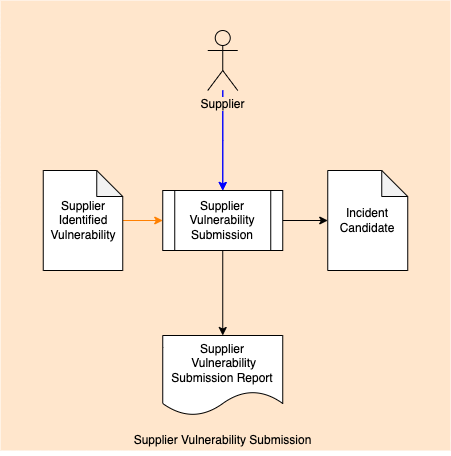 Supplier
Supplier
Identified
Vulnerability
Supplier
Vulnerability
Submission
Incident
Candidate
Supplier
Vulnerability
Submission Report
Supplier Vulnerability Submission